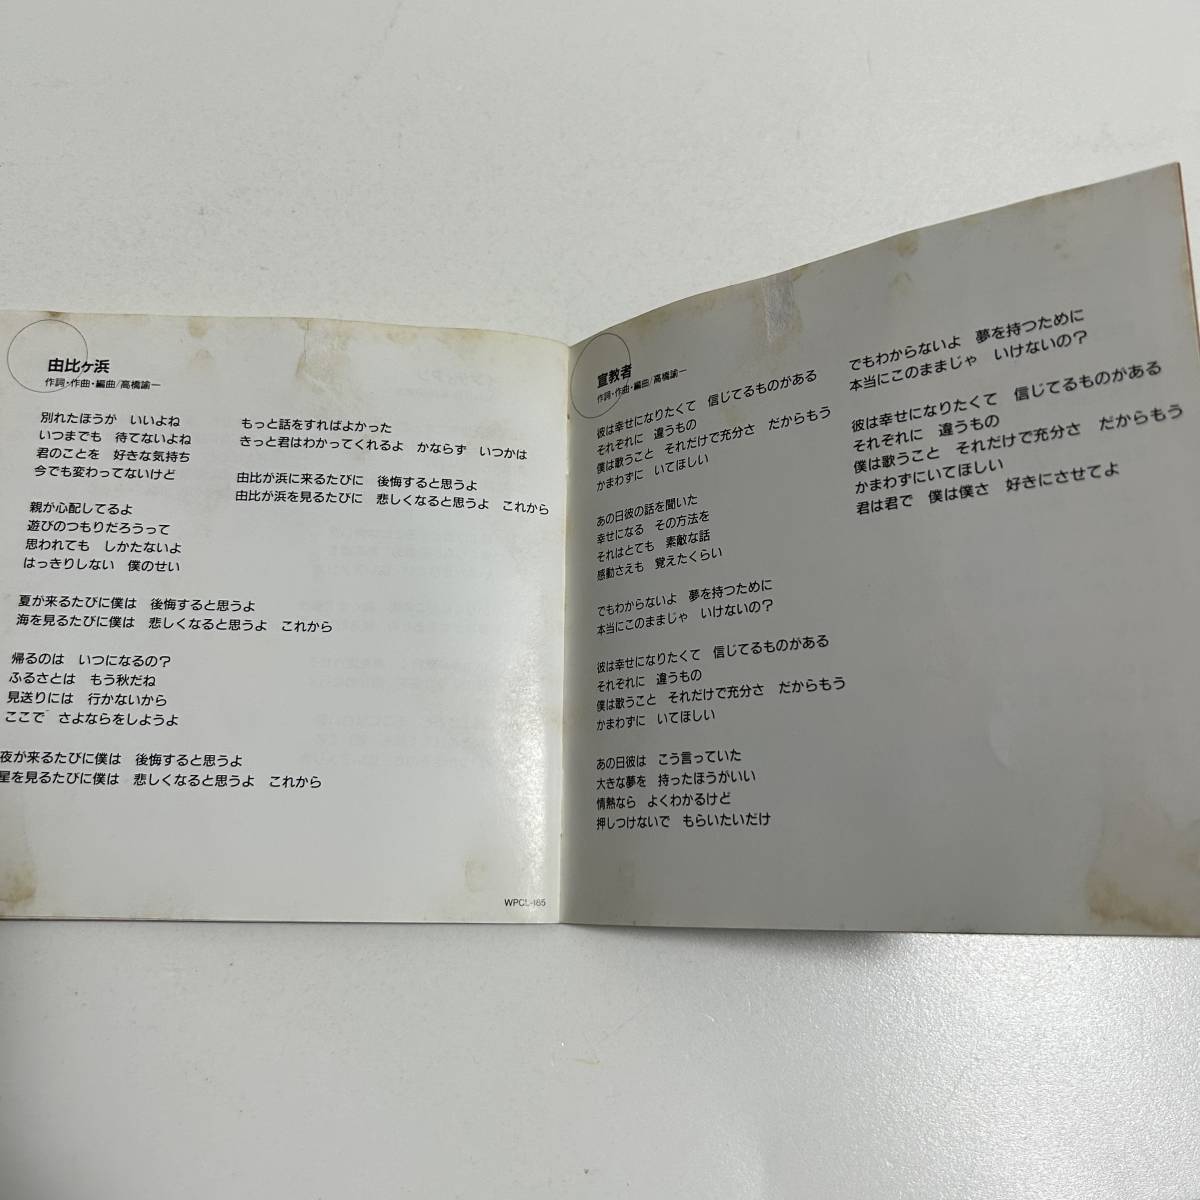 由比ヶ浜
作詞・作曲・編曲/高橋諭一
別れたほうが いいよね
いつまでも 待てないよね
君のことを 好きな気持ち
今でも変わってないけど
親が心配してるよ
遊びのつもりだろうって
思われても しかたないよ
はっきりしない 僕のせい
夏が来るたびに僕は 後悔すると思うよ
海を見るたびに僕は 悲しくなると思うよ これから
帰るのは いつになるの?
ふるさとは もう秋だね
見送りには 行かないから
ここで さよならをしようよ
夜が来るたびに僕は 後悔すると思うよ
星を見るたびに僕は 悲しくなると思うよ これから
もっと話をすればよかった
きっと君はわかってくれるよ かならず いつかは
由比が浜に来るたびに 後悔すると思うよ
由比が浜を見るたびに 悲しくなると思うよ これから
WPCL-185
宣教者
作詞・作曲・編曲/高橋諭一
彼は幸せになりたくて 信じてるものがある
それぞれに 違うもの
僕は歌うこと それだけで充分さ だからもう
かまわずに いてほしい
あの日彼の話を聞いた
幸せになる その方法を
それはとても 素敵な話
感動さえも 覚えたくらい
でもわからないよ 夢を持つために
本当にこのままじゃ いけないの?
彼は幸せになりたくて 信じてるものがある
それぞれに 違うもの
僕は歌うこと それだけで充分さ だからもう
かまわずに いてほしい
あの日彼は こう言っていた
大きな夢を 持ったほうがいい
情熱なら よくわかるけど
押しつけないで もらいたいだけ
でもわからないよ 夢を持つために
本当にこのままじゃ いけないの?
彼は幸せになりたくて 信じてるものがある
それぞれに 違うもの
僕は歌うこと それだけで充分さ だからもう
かまわずにいてほしい
君は君で 僕は僕さ 好きにさせてよ